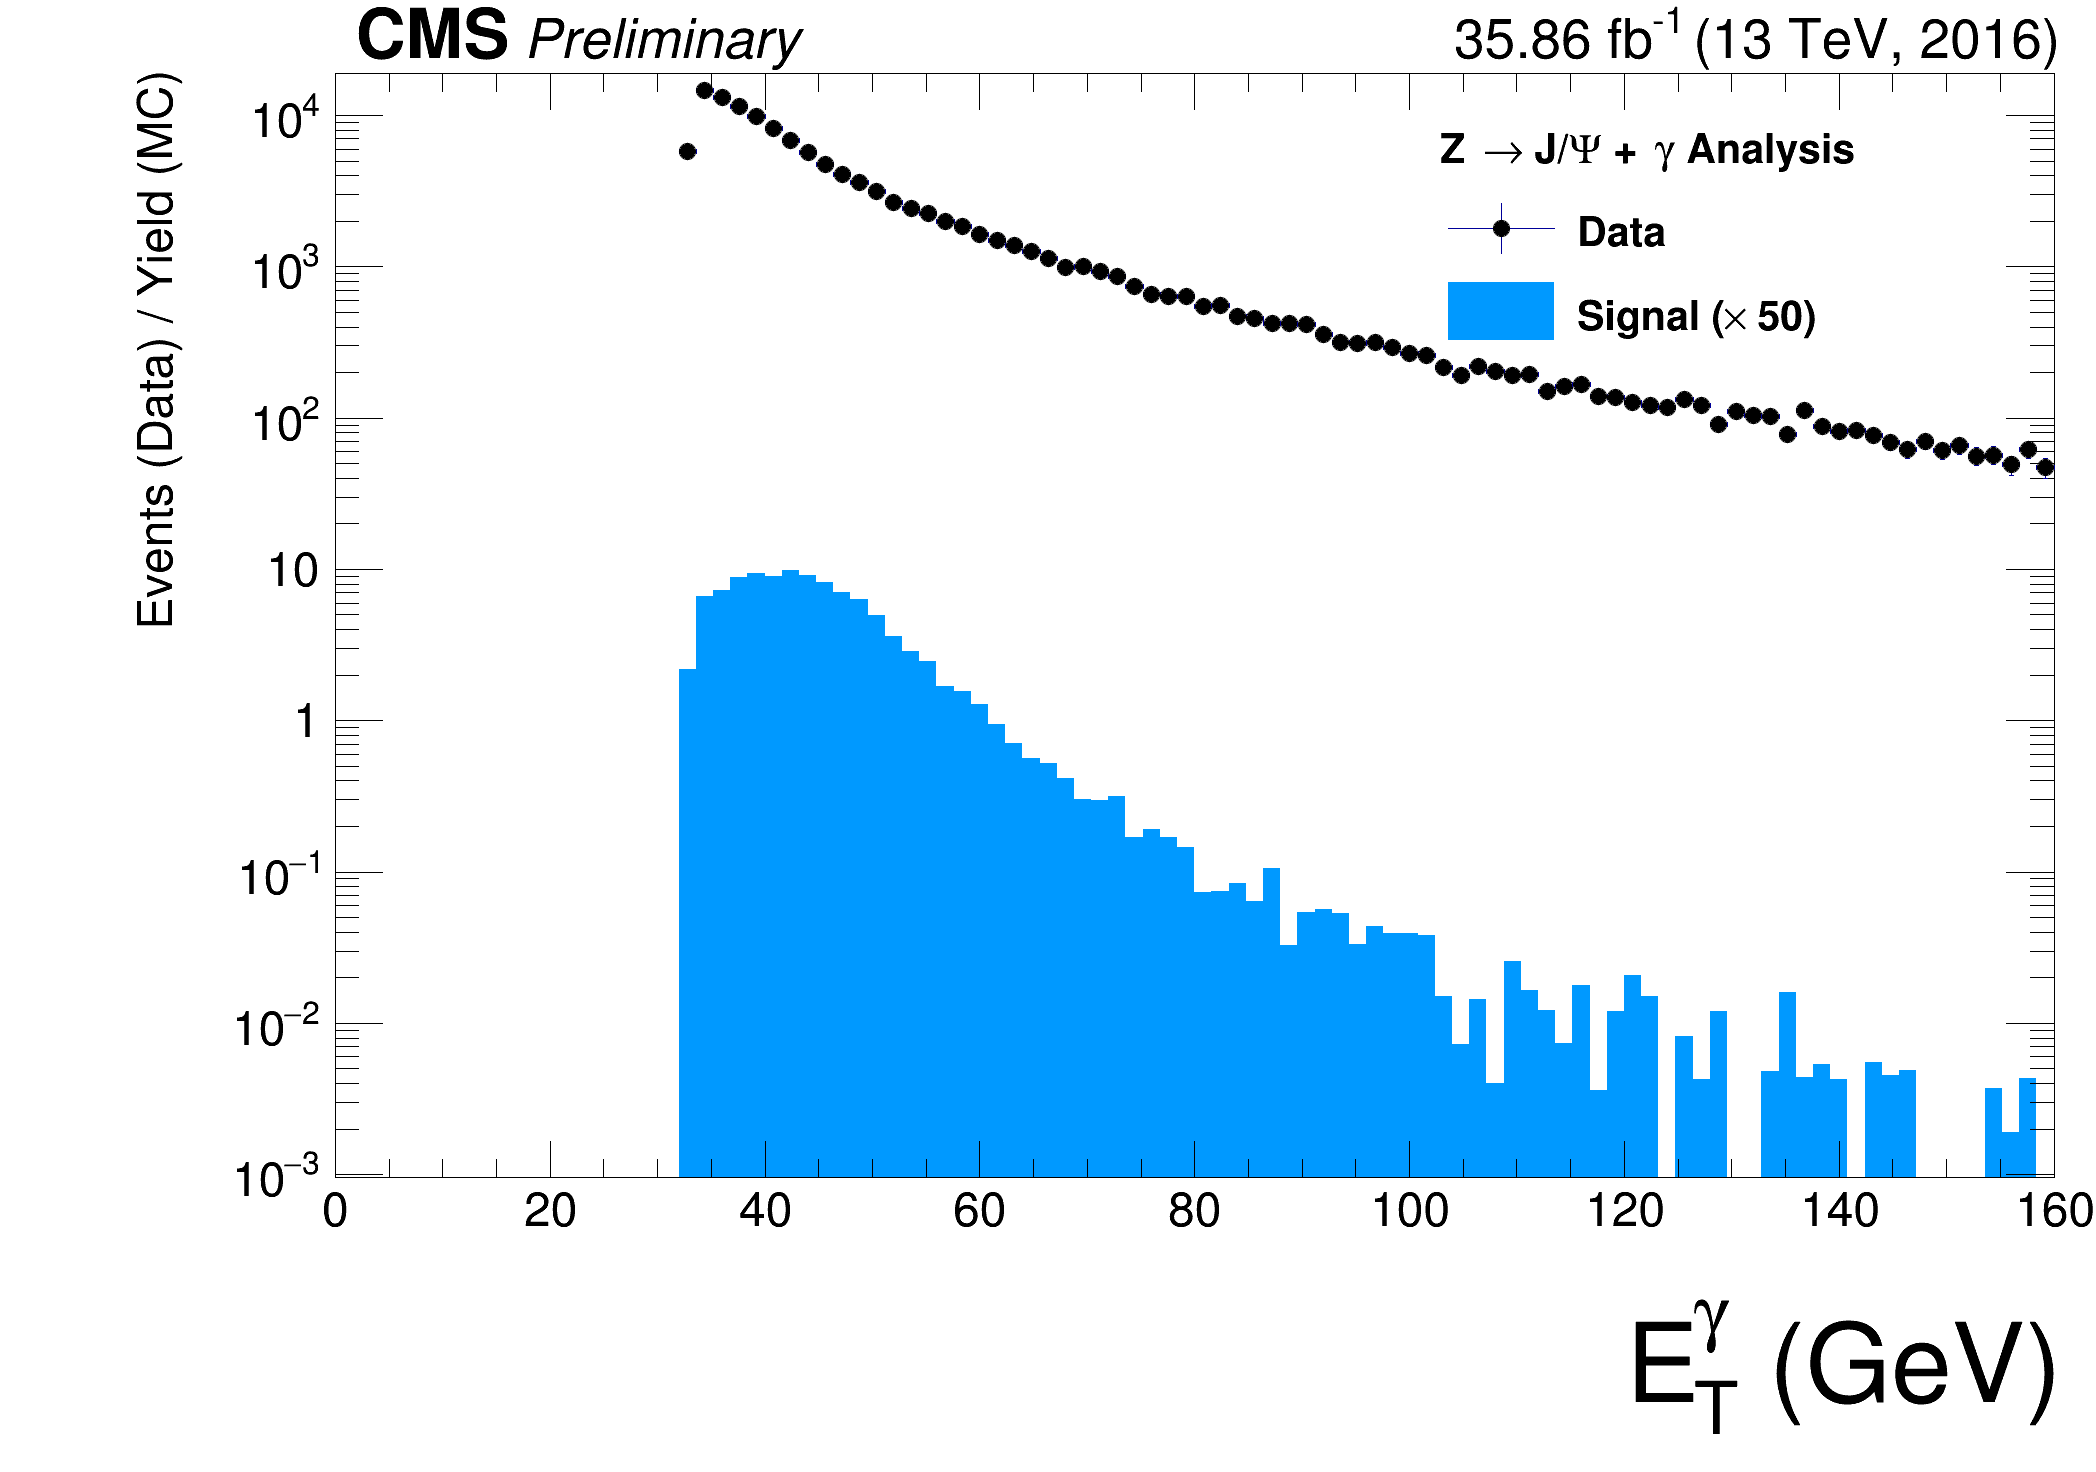 CMS Preliminary 35.86 fb⁻¹ (13 TeV, 2016)
Events (Data) / Yield (MC)
Z → J/Ψ + γ Analysis
Data
Signal (× 50)
10⁴
10³
10²
10
1
10⁻¹
10⁻²
10⁻³
0 20 40 60 80 100 120 140 160
E_T^γ (GeV)